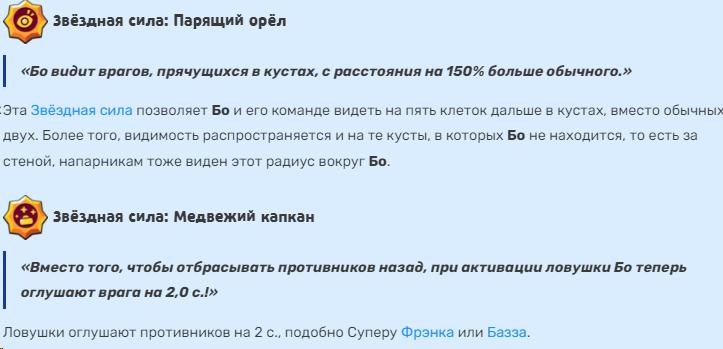 Звёздная сила: Парящий орёл
«Бо видит врагов, прячущихся в кустах, с расстояния на 150% больше обычного.»
Эта Звёздная сила позволяет Бо и его команде видеть на пять клеток дальше в кустах, вместо обычных
двух. Более того, видимость распространяется и на те кусты, в которых Бо не находится, то есть за
стеной, напарникам тоже виден этот радиус вокруг Бо.
Звёздная сила: Медвежий капкан
«Вместо того, чтобы отбрасывать противников назад, при активации ловушки Бо теперь
оглушают врага на 2,0 с.!»
Ловушки оглушают противников на 2 с., подобно Суперу Фрэнка или Базза.